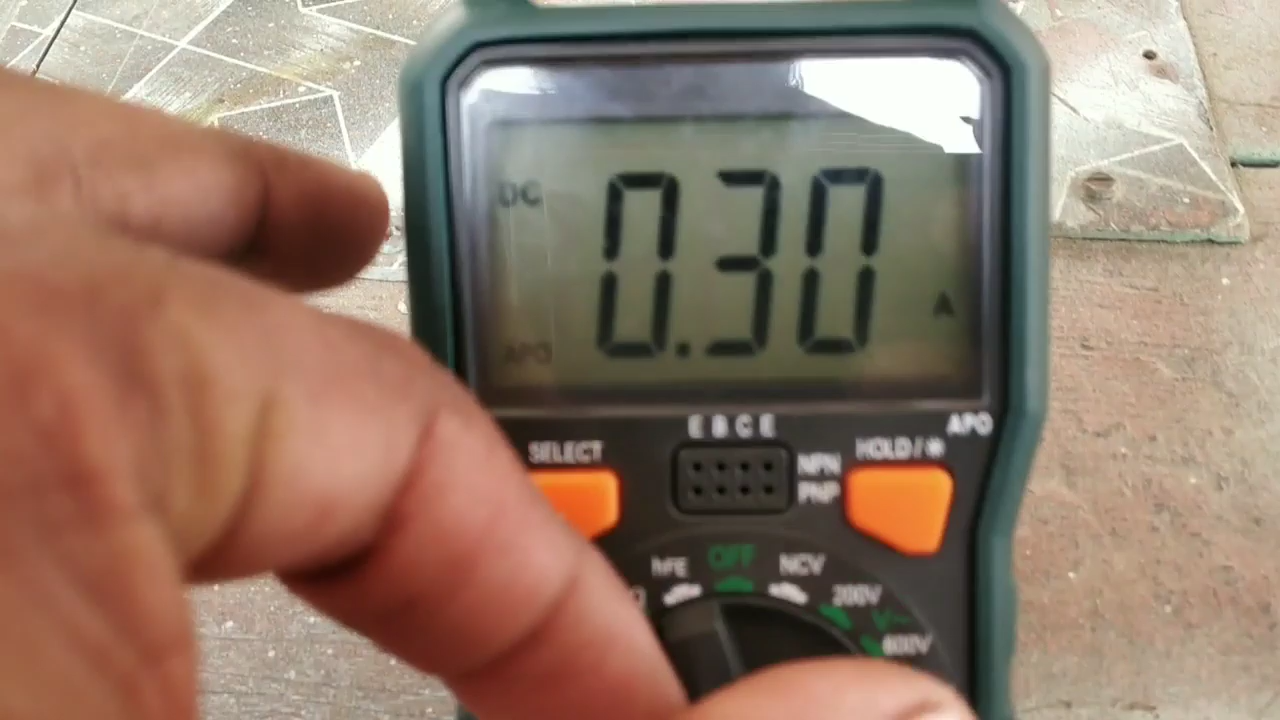 DC
0.30
A
APO
E B C E
APO
SELECT
HOLD / ☀
NPN
PNP
hFE
OFF
NCV
Ω
200V
V~
600V